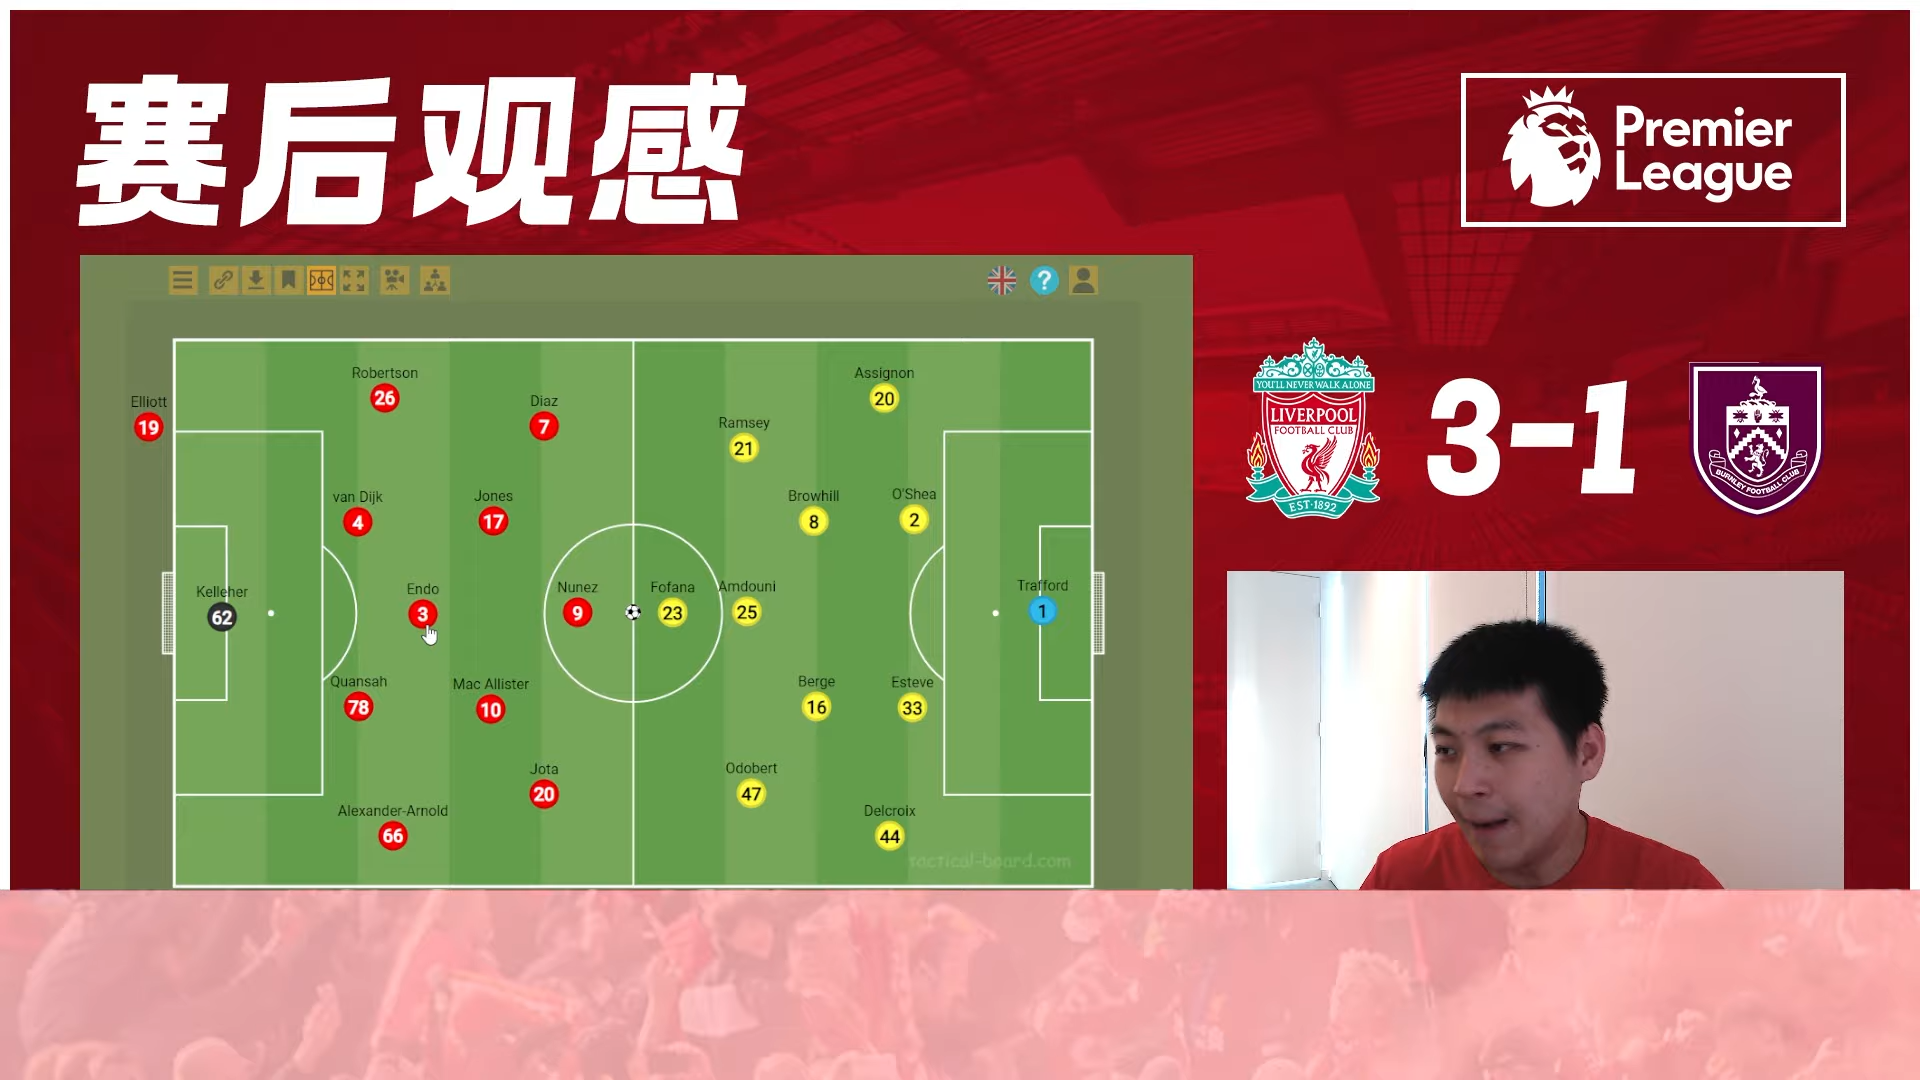 赛后观感
Premier
League
?
Robertson
26
Elliott
19
Diaz
7
Assignon
20
Ramsey
21
van Dijk
4
Jones
17
Browhill
8
O'Shea
2
Kelleher
62
Endo
3
Nunez
9
Fofana
23
Amdouni
25
Trafford
1
Quansah
78
Mac Allister
10
Berge
16
Esteve
33
Jota
20
Odobert
47
Alexander-Arnold
66
Delcroix
44
tactical-board.com
YOU'LL NEVER WALK ALONE
LIVERPOOL
FOOTBALL CLUB
EST·1892
3-1
BURNLEY FOOTBALL CLUB